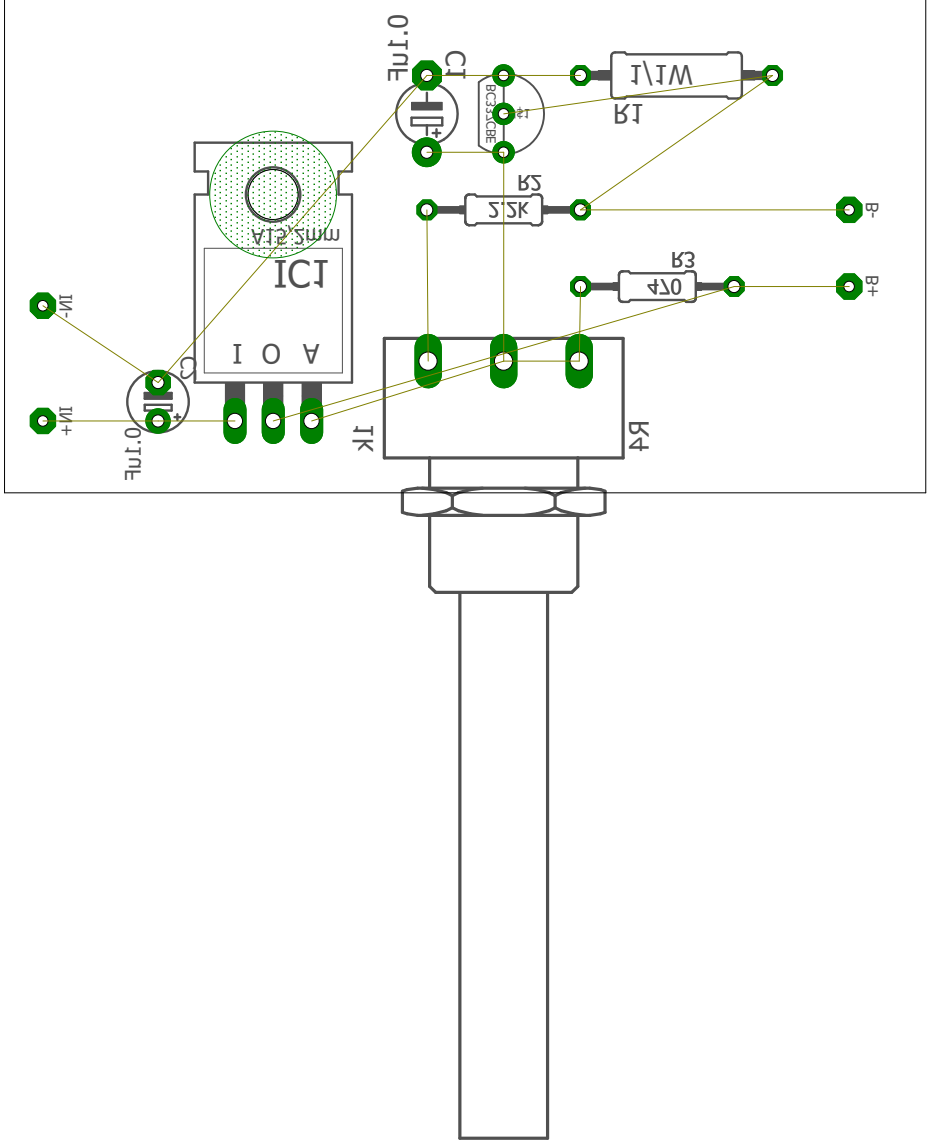 0.1uF
C1
BC337CBE
1/1W
R1
R2
2.2k
B-
A15,2mm
IC1
R3
470
B+
IN-
I O A
C2
IN+
0.1uF
1k
R4